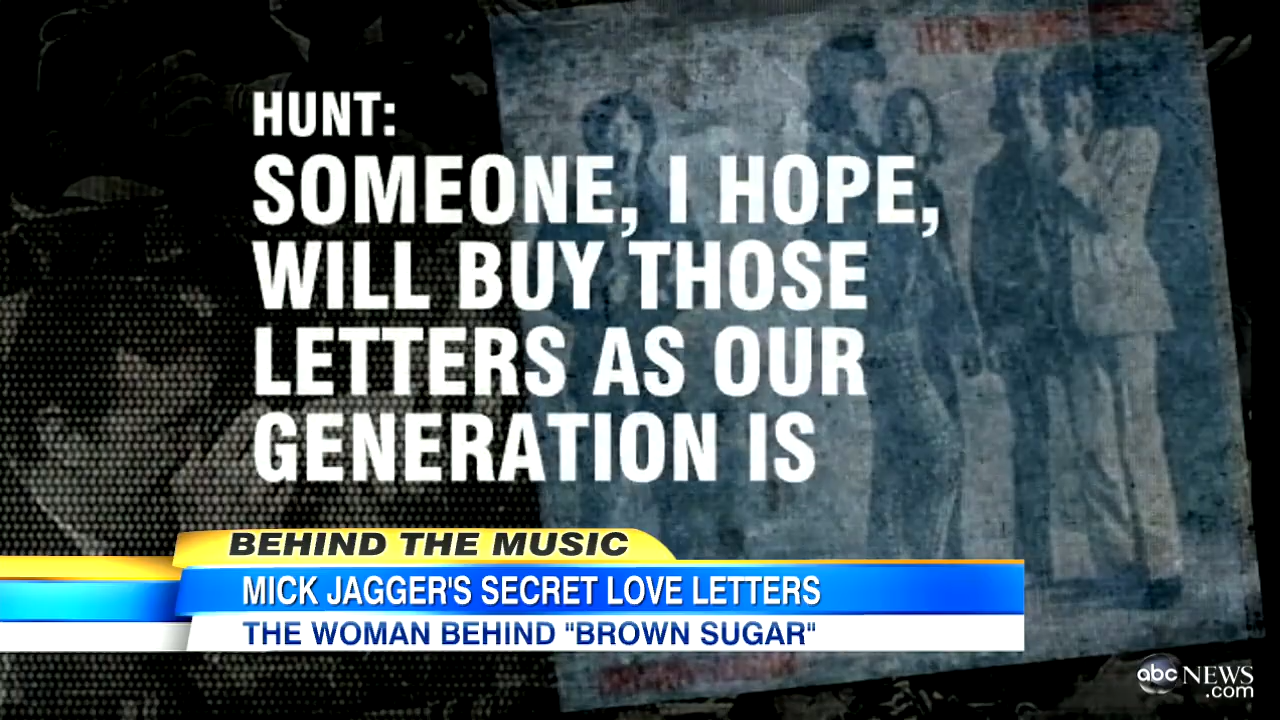 HUNT:
SOMEONE, I HOPE,
WILL BUY THOSE
LETTERS AS OUR
GENERATION IS
BEHIND THE MUSIC
MICK JAGGER'S SECRET LOVE LETTERS
THE WOMAN BEHIND "BROWN SUGAR"
abc NEWS
.com